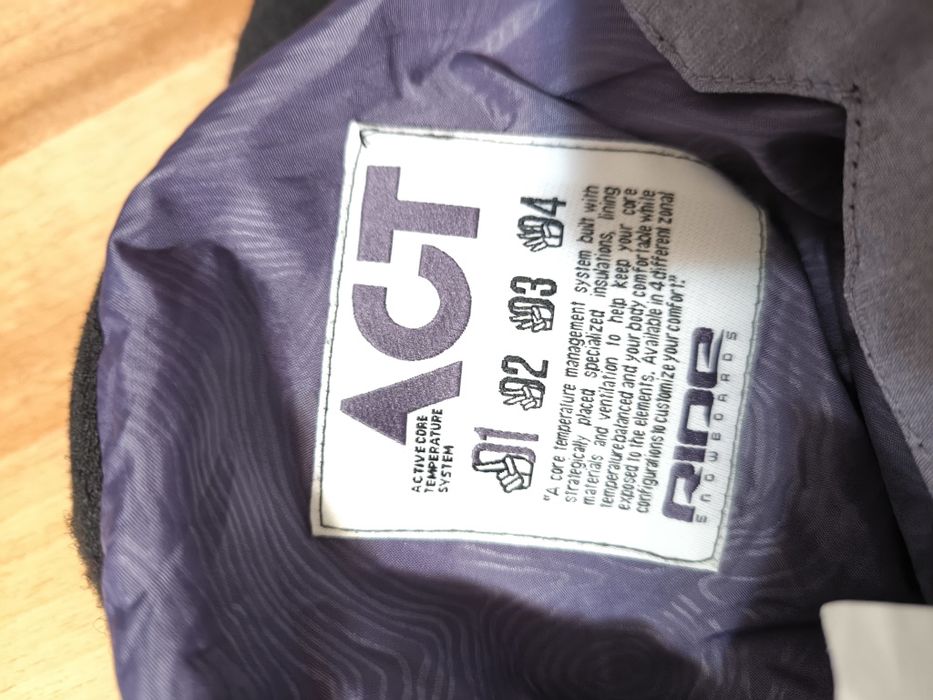 ACT
ACTIVE CORE
TEMPERATURE
SYSTEM
01 02 03 04
"A core temperature management system built with
strategically placed specialized insulations, lining
materials and ventilation to help keep your core
temperature balanced and your body comfortable while
exposed to the elements. Available in 4 different zonal
configurations to customize your comfort."
RIDE
SNOWBOARDS